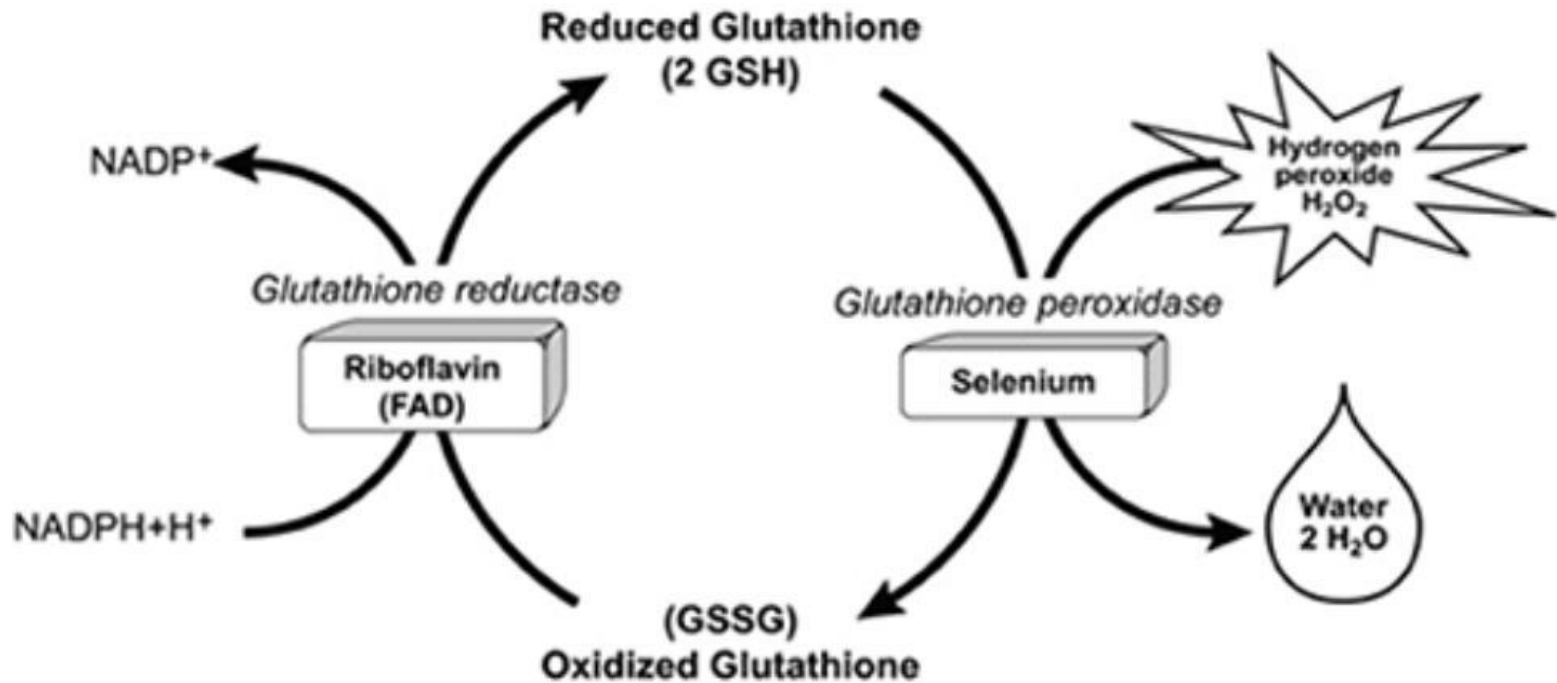 Reduced Glutathione
(2 GSH)
NADP⁺
Hydrogen
peroxide
H₂O₂
Glutathione reductase
Glutathione peroxidase
Riboflavin
(FAD)
Selenium
NADPH+H⁺
Water
2 H₂O
(GSSG)
Oxidized Glutathione